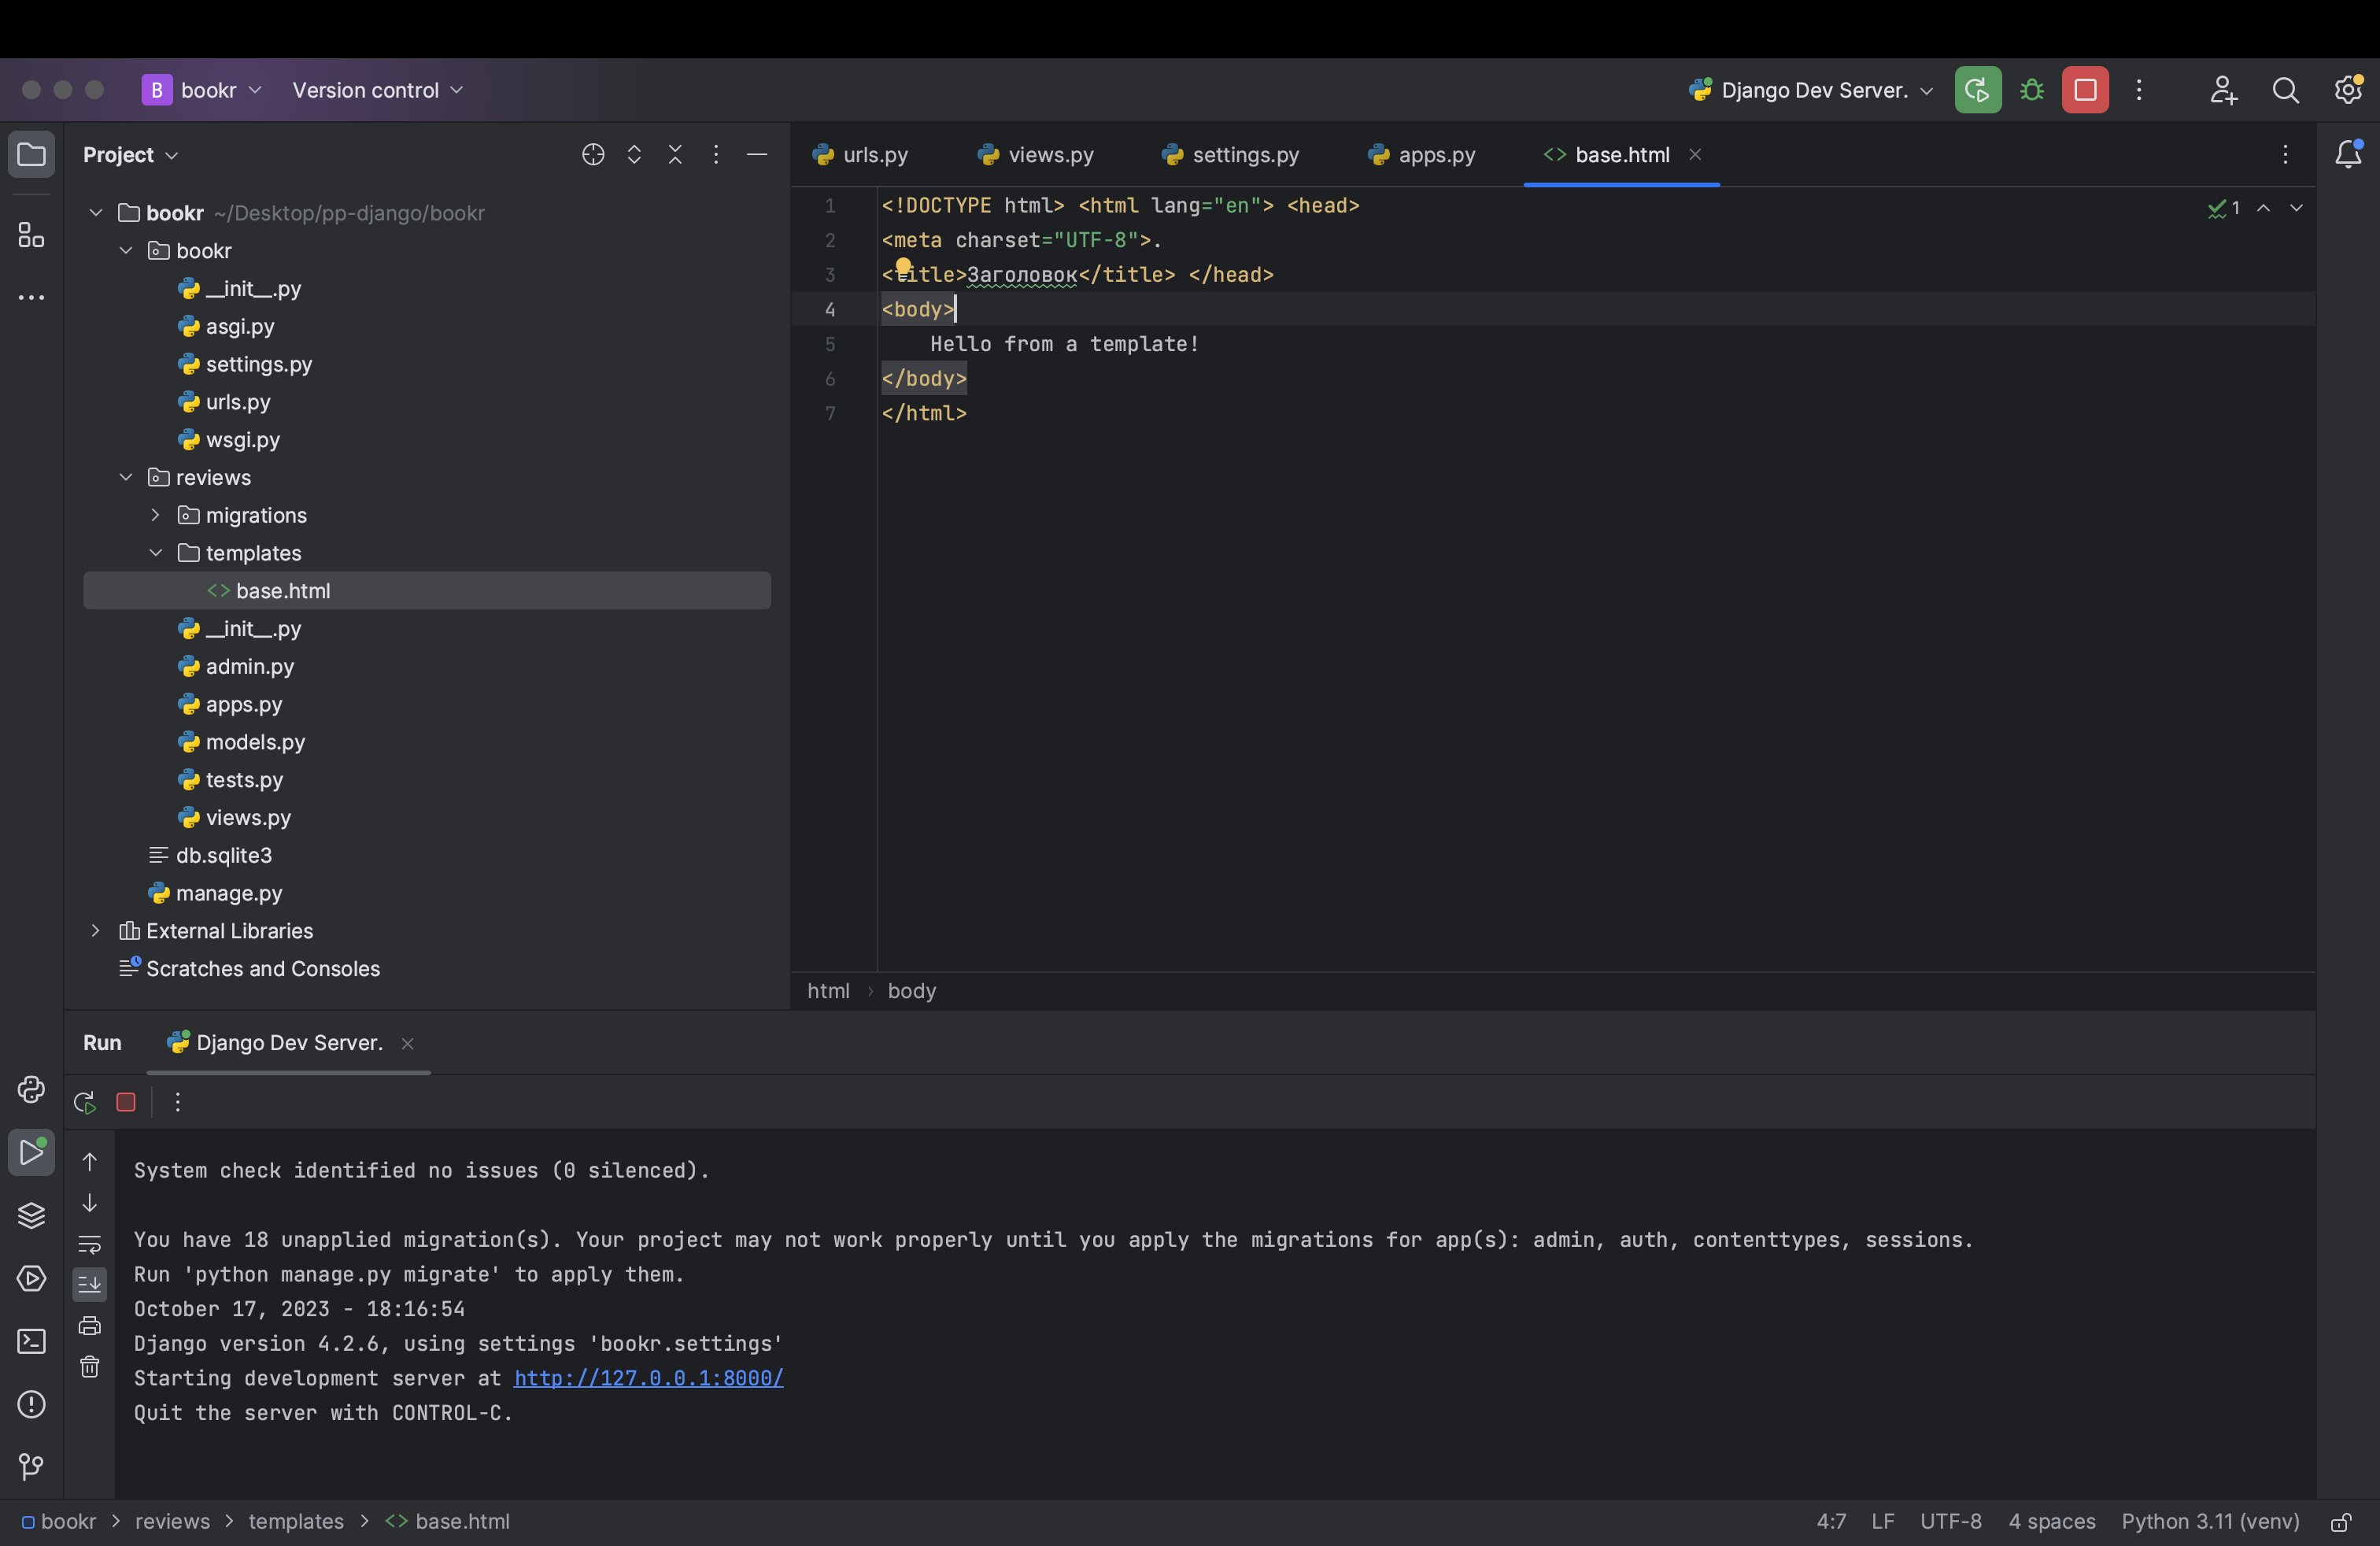 B bookr Version control Django Dev Server.
Project
urls.py views.py settings.py apps.py base.html
bookr ~/Desktop/pp-django/bookr
bookr
__init__.py
asgi.py
settings.py
urls.py
wsgi.py
reviews
migrations
templates
base.html
__init__.py
admin.py
apps.py
models.py
tests.py
views.py
db.sqlite3
manage.py
External Libraries
Scratches and Consoles
1 <!DOCTYPE html> <html lang="en"> <head>
2 <meta charset="UTF-8">.
3 <title>Заголовок</title> </head>
4 <body>
5 Hello from a template!
6 </body>
7 </html>
1
html › body
Run Django Dev Server.
System check identified no issues (0 silenced).
You have 18 unapplied migration(s). Your project may not work properly until you apply the migrations for app(s): admin, auth, contenttypes, sessions.
Run 'python manage.py migrate' to apply them.
October 17, 2023 - 18:16:54
Django version 4.2.6, using settings 'bookr.settings'
Starting development server at http://127.0.0.1:8000/
Quit the server with CONTROL-C.
bookr > reviews > templates > <> base.html 4:7 LF UTF-8 4 spaces Python 3.11 (venv)